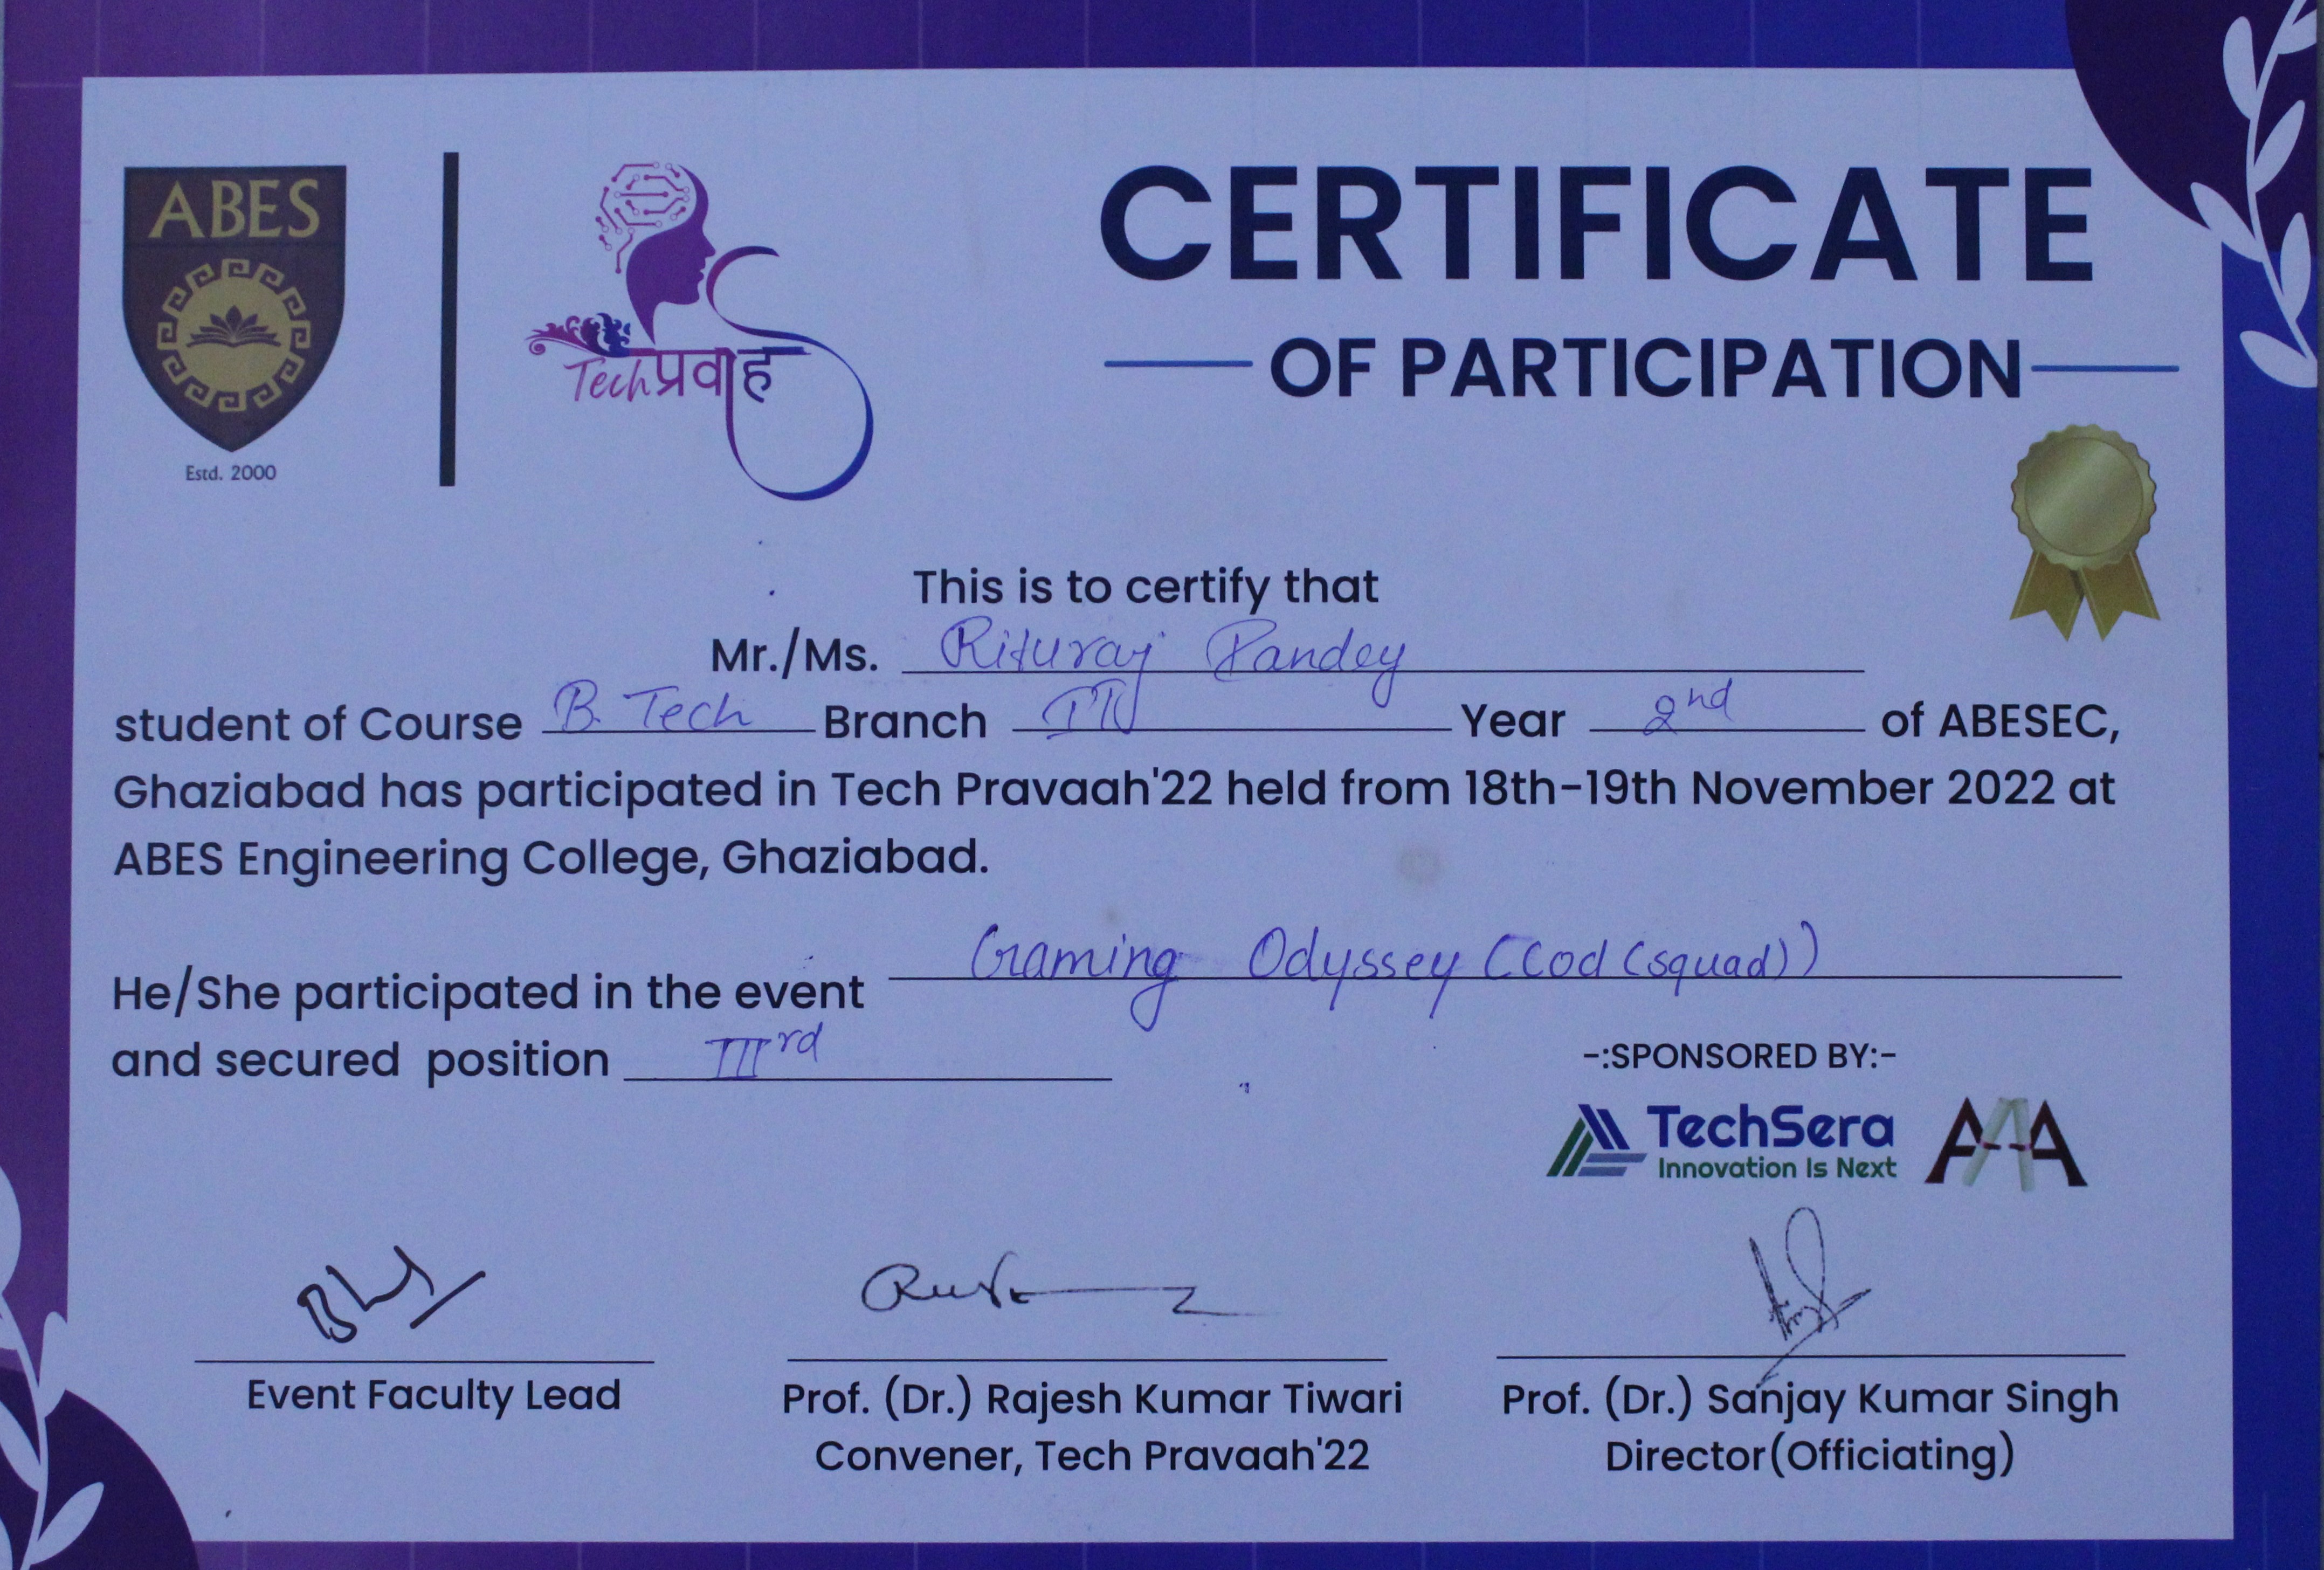 ABES
Estd. 2000
Tech प्रवाह
CERTIFICATE
OF PARTICIPATION
This is to certify that
Mr./Ms. Rituraj Pandey
student of Course B. Tech Branch IT Year 2nd of ABESEC,
Ghaziabad has participated in Tech Pravaah'22 held from 18th-19th November 2022 at
ABES Engineering College, Ghaziabad.
He/She participated in the event Gaming Odyssey (Cod (squad))
and secured position IIIrd
-:SPONSORED BY:-
TechSera
Innovation Is Next
AAA
Event Faculty Lead
Prof. (Dr.) Rajesh Kumar Tiwari
Convener, Tech Pravaah'22
Prof. (Dr.) Sanjay Kumar Singh
Director(Officiating)